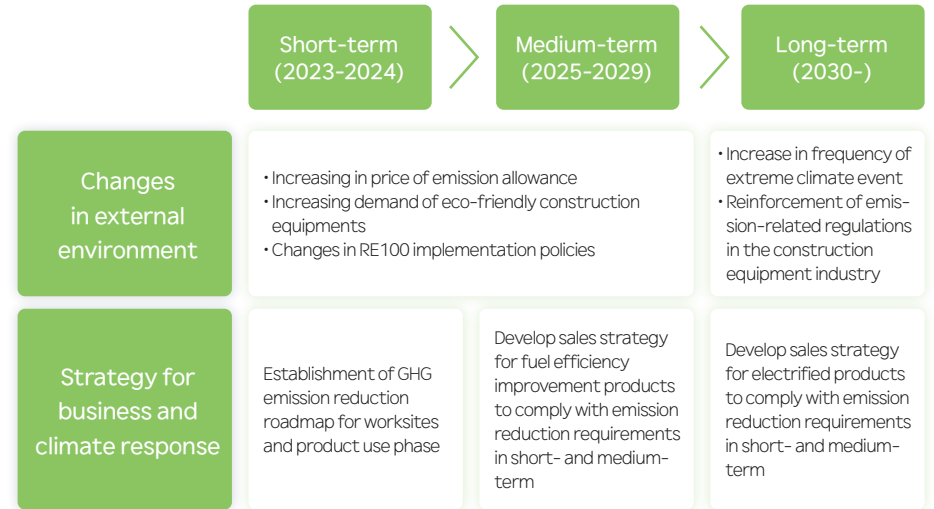 Short-term
(2023-2024)
Medium-term
(2025-2029)
Long-term
(2030-)
Changes
in external
environment
• Increasing in price of emission allowance
• Increasing demand of eco-friendly construction
equipments
• Changes in RE100 implementation policies
• Increase in frequency of
extreme climate event
• Reinforcement of emis-
sion-related regulations
in the construction
equipment industry
Strategy for
business and
climate response
Establishment of GHG
emission reduction
roadmap for worksites
and product use phase
Develop sales strategy
for fuel efficiency
improvement products
to comply with emission
reduction requirements
in short- and medium-
term
Develop sales strategy
for electrified products
to comply with emission
reduction requirements
in short- and medium-
term